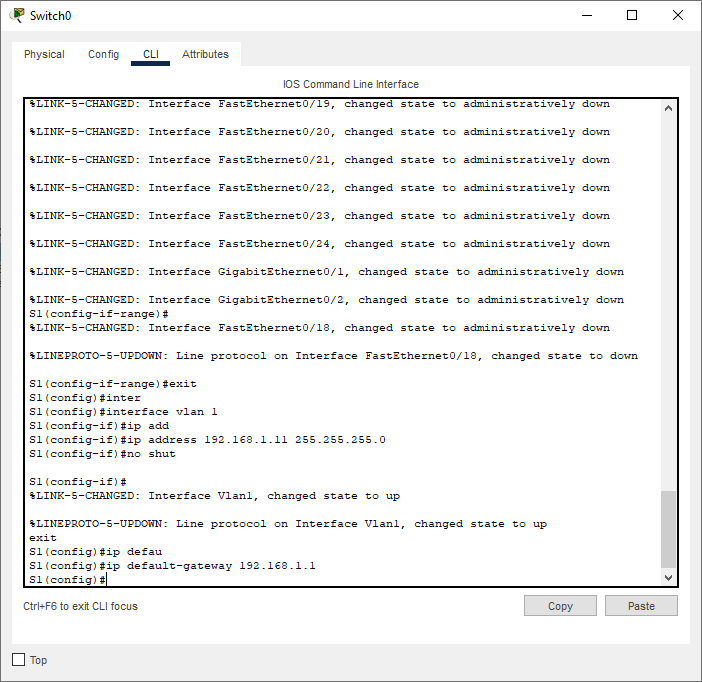 Switch0
Physical Config CLI Attributes
IOS Command Line Interface
%LINK-5-CHANGED: Interface FastEthernet0/19, changed state to administratively down
%LINK-5-CHANGED: Interface FastEthernet0/20, changed state to administratively down
%LINK-5-CHANGED: Interface FastEthernet0/21, changed state to administratively down
%LINK-5-CHANGED: Interface FastEthernet0/22, changed state to administratively down
%LINK-5-CHANGED: Interface FastEthernet0/23, changed state to administratively down
%LINK-5-CHANGED: Interface FastEthernet0/24, changed state to administratively down
%LINK-5-CHANGED: Interface GigabitEthernet0/1, changed state to administratively down
%LINK-5-CHANGED: Interface GigabitEthernet0/2, changed state to administratively down
S1(config-if-range)#
%LINK-5-CHANGED: Interface FastEthernet0/18, changed state to administratively down
%LINEPROTO-5-UPDOWN: Line protocol on Interface FastEthernet0/18, changed state to down
S1(config-if-range)#exit
S1(config)#inter
S1(config)#interface vlan 1
S1(config-if)#ip add
S1(config-if)#ip address 192.168.1.11 255.255.255.0
S1(config-if)#no shut
S1(config-if)#
%LINK-5-CHANGED: Interface Vlan1, changed state to up
%LINEPROTO-5-UPDOWN: Line protocol on Interface Vlan1, changed state to up
exit
S1(config)#ip defau
S1(config)#ip default-gateway 192.168.1.1
S1(config)#
Ctrl+F6 to exit CLI focus
Copy Paste
Top